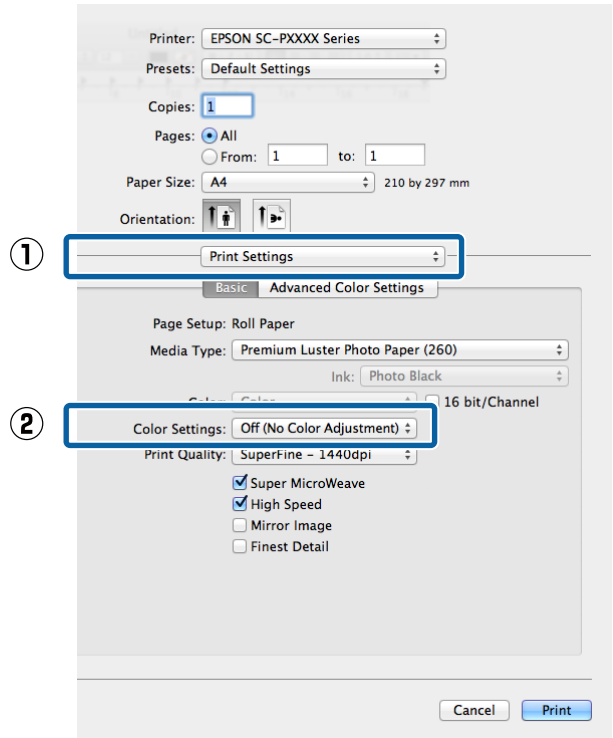 Printer: EPSON SC-PXXXX Series
Presets: Default Settings
Copies: 1
Pages: All
From: 1 to: 1
Paper Size: A4 210 by 297 mm
Orientation:
1
Print Settings
Basic Advanced Color Settings
Page Setup: Roll Paper
Media Type: Premium Luster Photo Paper (260)
Ink: Photo Black
Color 16 bit/Channel
2
Color Settings: Off (No Color Adjustment)
Print Quality: SuperFine - 1440dpi
Super MicroWeave
High Speed
Mirror Image
Finest Detail
Cancel Print